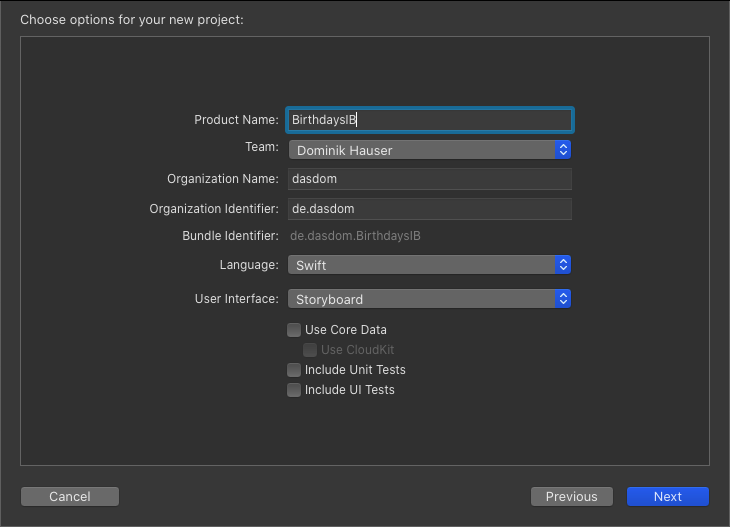 Choose options for your new project:
Product Name: BirthdaysIB
Team: Dominik Hauser
Organization Name: dasdom
Organization Identifier: de.dasdom
Bundle Identifier: de.dasdom.BirthdaysIB
Language: Swift
User Interface: Storyboard
Use Core Data
Use CloudKit
Include Unit Tests
Include UI Tests
Cancel Previous Next